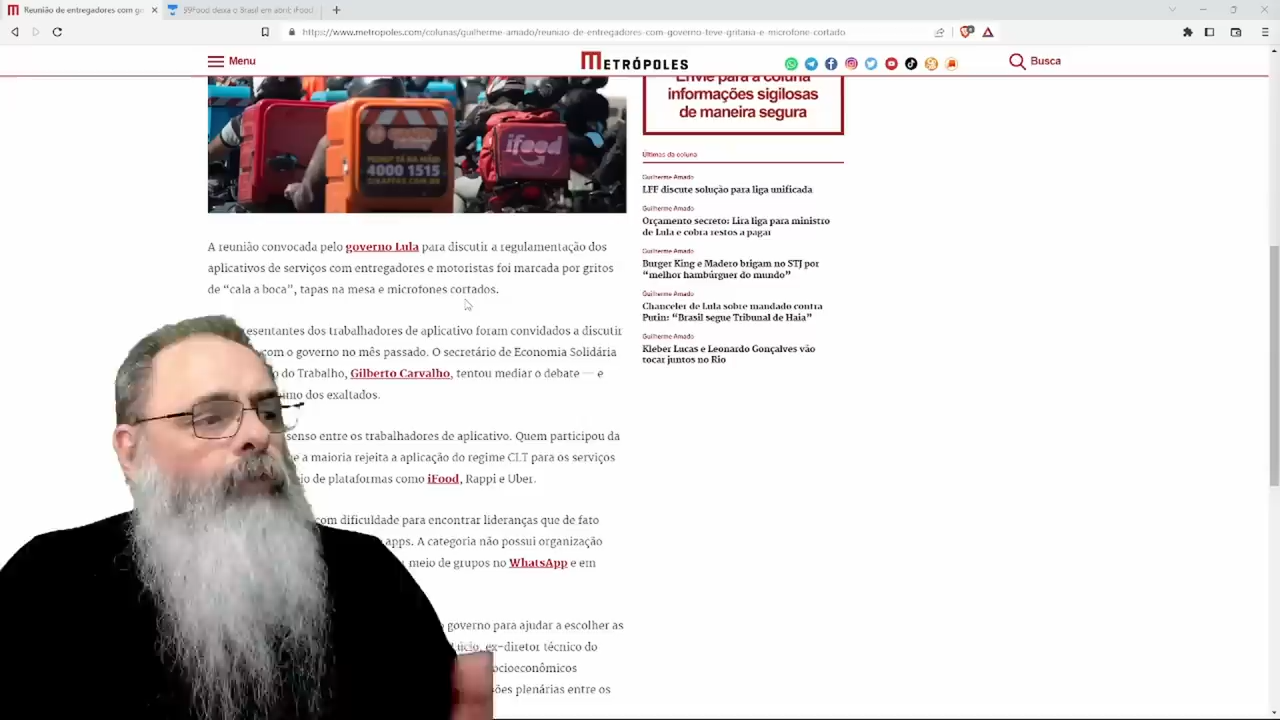 Reunião de entregadores com go
99Food deixa o Brasil em abril; iFood
https://www.metropoles.com/colunas/guilherme-amado/reuniao-de-entregadores-com-governo-teve-gritaria-e-microfone-cortado
Menu
METRÓPOLES
Busca
4000 1515
ifood
Envie para a coluna
informações sigilosas
de maneira segura
Últimas da coluna
Guilherme Amado
LFF discute solução para liga unificada
Guilherme Amado
Orçamento secreto: Lira liga para ministro
de Lula e cobra restos a pagar
Guilherme Amado
Burger King e Madero brigam no STJ por
“melhor hambúrguer do mundo”
Guilherme Amado
Chanceler de Lula sobre mandado contra
Putin: “Brasil segue Tribunal de Haia”
Guilherme Amado
Kleber Lucas e Leonardo Gonçalves vão
tocar juntos no Rio
A reunião convocada pelo governo Lula para discutir a regulamentação dos
aplicativos de serviços com entregadores e motoristas foi marcada por gritos
de “cala a boca”, tapas na mesa e microfones cortados.
esentantes dos trabalhadores de aplicativo foram convidados a discutir
com o governo no mês passado. O secretário de Economia Solidária
do Trabalho, Gilberto Carvalho, tentou mediar o debate — e
imo dos exaltados.
senso entre os trabalhadores de aplicativo. Quem participou da
e a maioria rejeita a aplicação do regime CLT para os serviços
io de plataformas como iFood, Rappi e Uber.
com dificuldade para encontrar lideranças que de fato
apps. A categoria não possui organização
meio de grupos no WhatsApp e em
governo para ajudar a escolher as
úcio, ex-diretor técnico do
ocioeconômicos
sões plenárias entre os